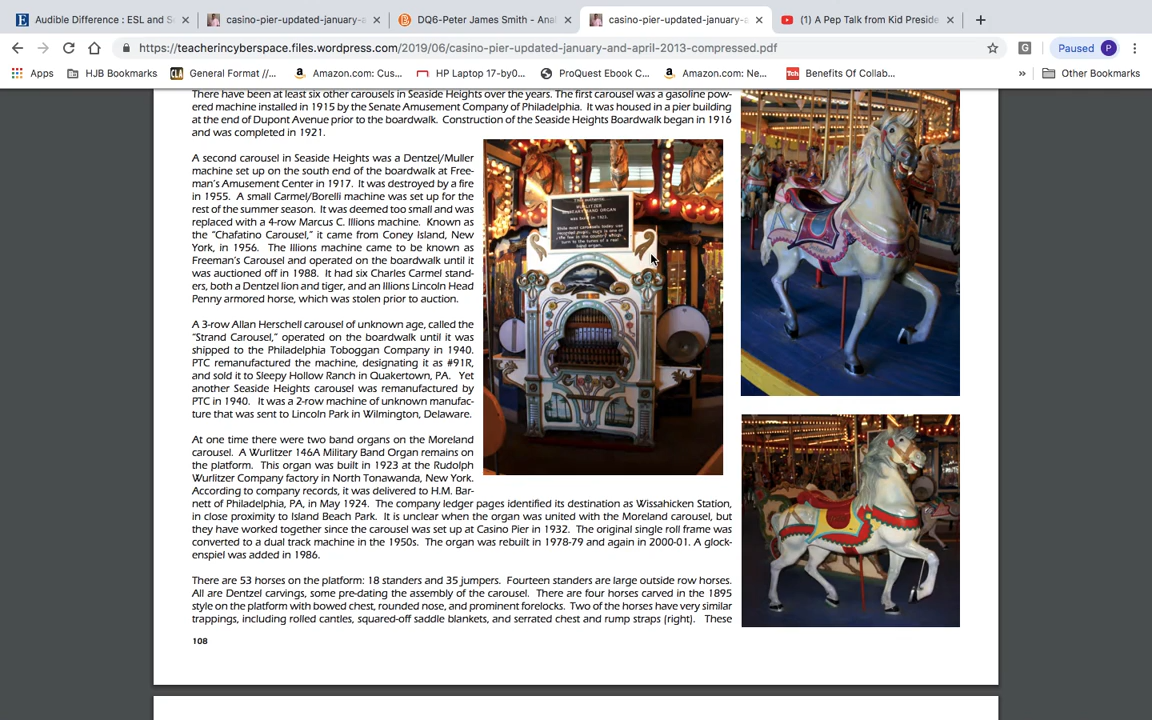 Audible Difference : ESL and S
casino-pier-updated-january-a
DQ6-Peter James Smith - Ana
casino-pier-updated-january-a
(1) A Pep Talk from Kid Preside
https://teacherincyberspace.files.wordpress.com/2019/06/casino-pier-updated-january-and-april-2013-compressed.pdf
Paused P
Apps HJB Bookmarks General Format //... Amazon.com: Cus... HP Laptop 17-by0... ProQuest Ebook C... Amazon.com: Ne... Benefits Of Collab... » Other Bookmarks
There have been at least six other carousels in Seaside Heights over the years. The first carousel was a gasoline pow-
ered machine installed in 1915 by the Senate Amusement Company of Philadelphia. It was housed in a pier building
at the end of Dupont Avenue prior to the boardwalk. Construction of the Seaside Heights Boardwalk began in 1916
and was completed in 1921.
A second carousel in Seaside Heights was a Dentzel/Muller
machine set up on the south end of the boardwalk at Free-
man's Amusement Center in 1917. It was destroyed by a fire
in 1955. A small Carmel/Borelli machine was set up for the
rest of the summer season. It was deemed too small and was
replaced with a 4-row Marcus C. Illions machine. Known as
the "Chafatino Carousel," it came from Coney Island, New
York, in 1956. The Illions machine came to be known as
Freeman's Carousel and operated on the boardwalk until it
was auctioned off in 1988. It had six Charles Carmel stand-
ers, both a Dentzel lion and tiger, and an Illions Lincoln Head
Penny armored horse, which was stolen prior to auction.
A 3-row Allan Herschell carousel of unknown age, called the
"Strand Carousel," operated on the boardwalk until it was
shipped to the Philadelphia Toboggan Company in 1940.
PTC remanufactured the machine, designating it as #91R,
and sold it to Sleepy Hollow Ranch in Quakertown, PA. Yet
another Seaside Heights carousel was remanufactured by
PTC in 1940. It was a 2-row machine of unknown manufac-
ture that was sent to Lincoln Park in Wilmington, Delaware.
At one time there were two band organs on the Moreland
carousel. A Wurlitzer 146A Military Band Organ remains on
the platform. This organ was built in 1923 at the Rudolph
Wurlitzer Company factory in North Tonawanda, New York.
According to company records, it was delivered to H.M. Bar-
nett of Philadelphia, PA, in May 1924. The company ledger pages identified its destination as Wissahicken Station,
in close proximity to Island Beach Park. It is unclear when the organ was united with the Moreland carousel, but
they have worked together since the carousel was set up at Casino Pier in 1932. The original single roll frame was
converted to a dual track machine in the 1950s. The organ was rebuilt in 1978-79 and again in 2000-01. A glock-
enspiel was added in 1986.
There are 53 horses on the platform: 18 standers and 35 jumpers. Fourteen standers are large outside row horses.
All are Dentzel carvings, some pre-dating the assembly of the carousel. There are four horses carved in the 1895
style on the platform with bowed chest, rounded nose, and prominent forelocks. Two of the horses have very similar
trappings, including rolled cantles, squared-off saddle blankets, and serrated chest and rump straps (right). These
108